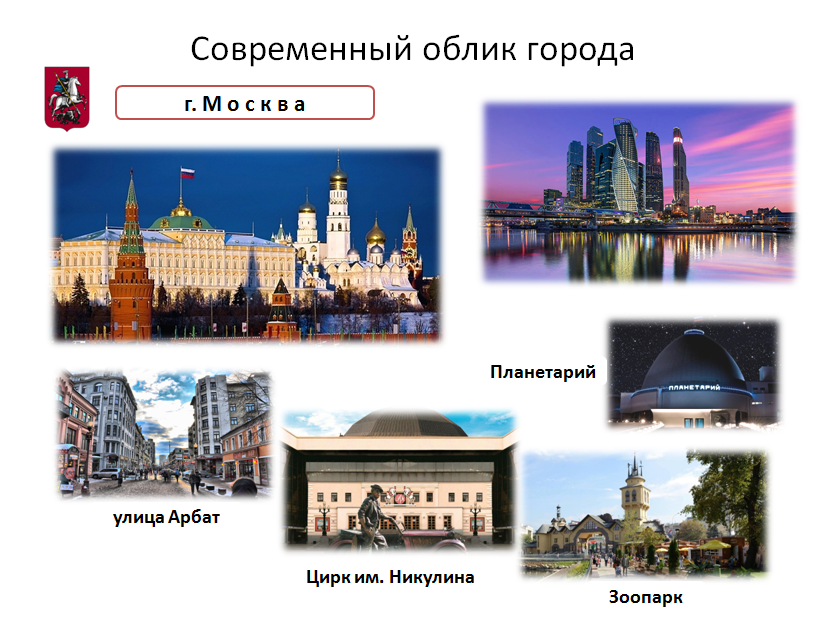 Современный облик города
г. М о с к в а
Планетарий
ПЛАНЕТАРИЙ
улица Арбат
Цирк им. Никулина
Зоопарк